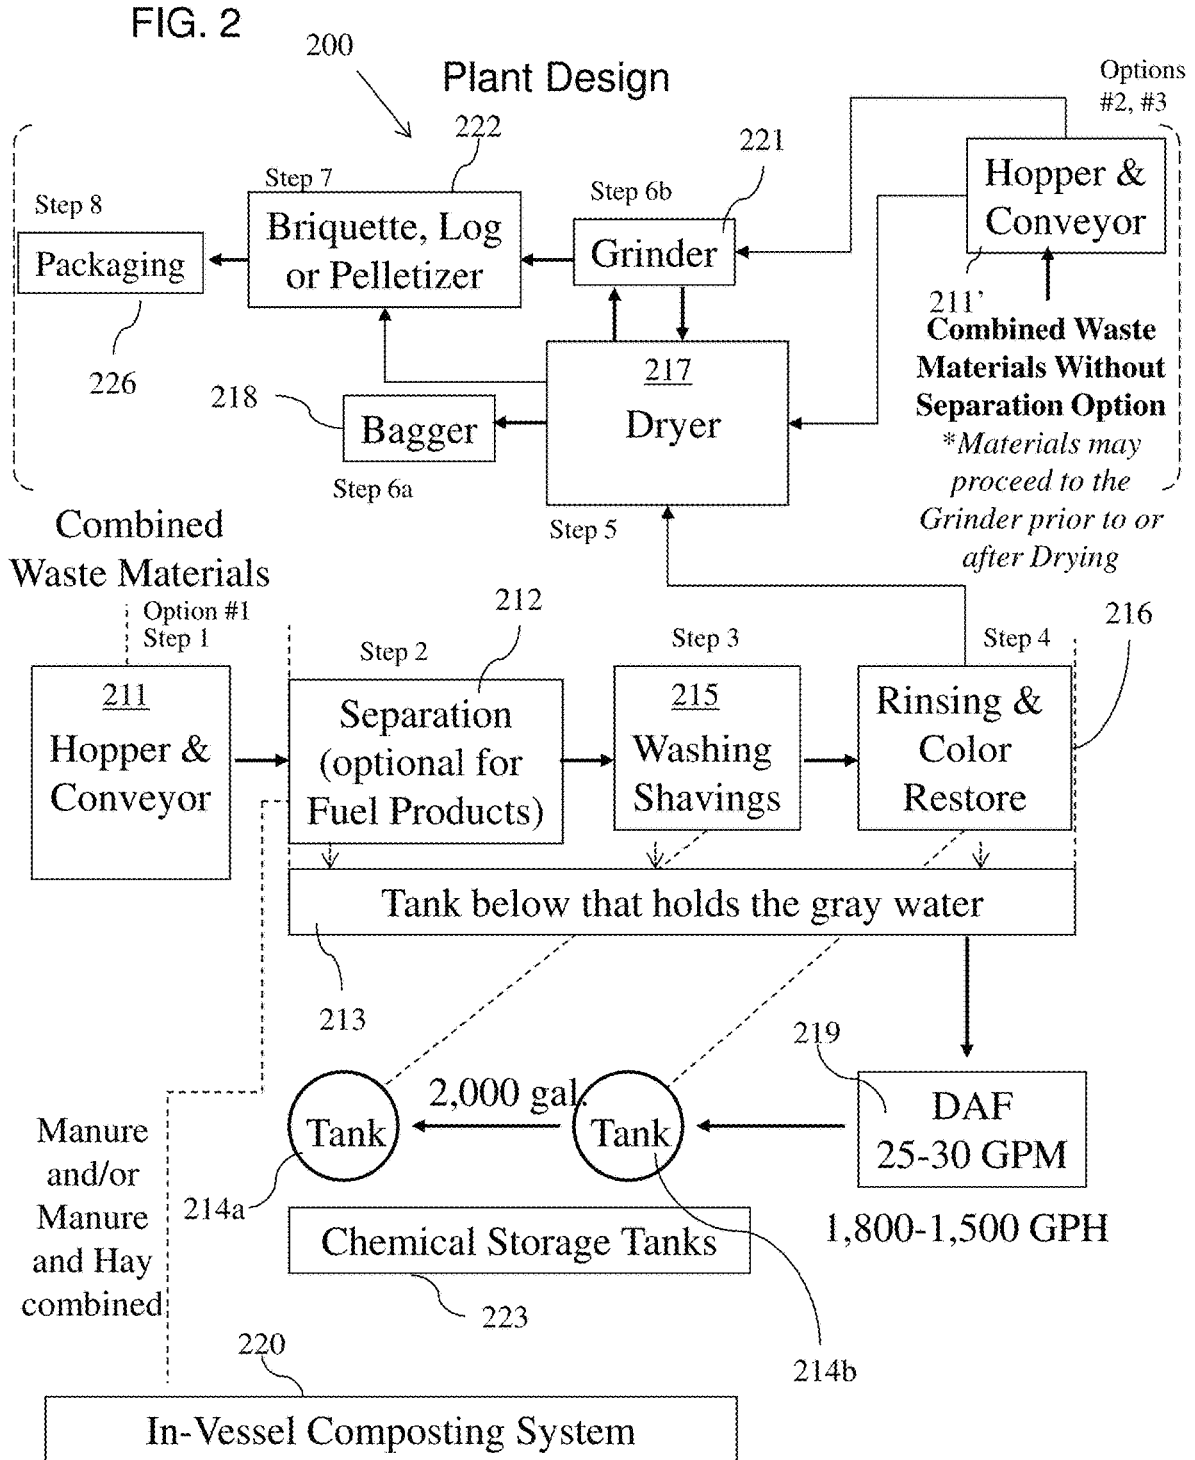 FIG. 2
200
Plant Design
Options
#2, #3
222
221
Hopper &
Conveyor
211'
Step 7
Briquette, Log
or Pelletizer
Step 6b
Grinder
Step 8
Packaging
226
Combined Waste
Materials Without
Separation Option
*Materials may
proceed to the
Grinder prior to or
after Drying
217
Dryer
Step 5
218
Bagger
Step 6a
Combined
Waste Materials
Option #1
Step 1
211
Hopper &
Conveyor
212
Step 2
Separation
(optional for
Fuel Products)
Step 3
215
Washing
Shavings
Step 4
216
Rinsing &
Color
Restore
Tank below that holds the gray water
213
219
DAF
25-30 GPM
1,800-1,500 GPH
2,000 gal.
Tank
Tank
214a
214b
Chemical Storage Tanks
223
Manure
and/or
Manure
and Hay
combined
220
In-Vessel Composting System